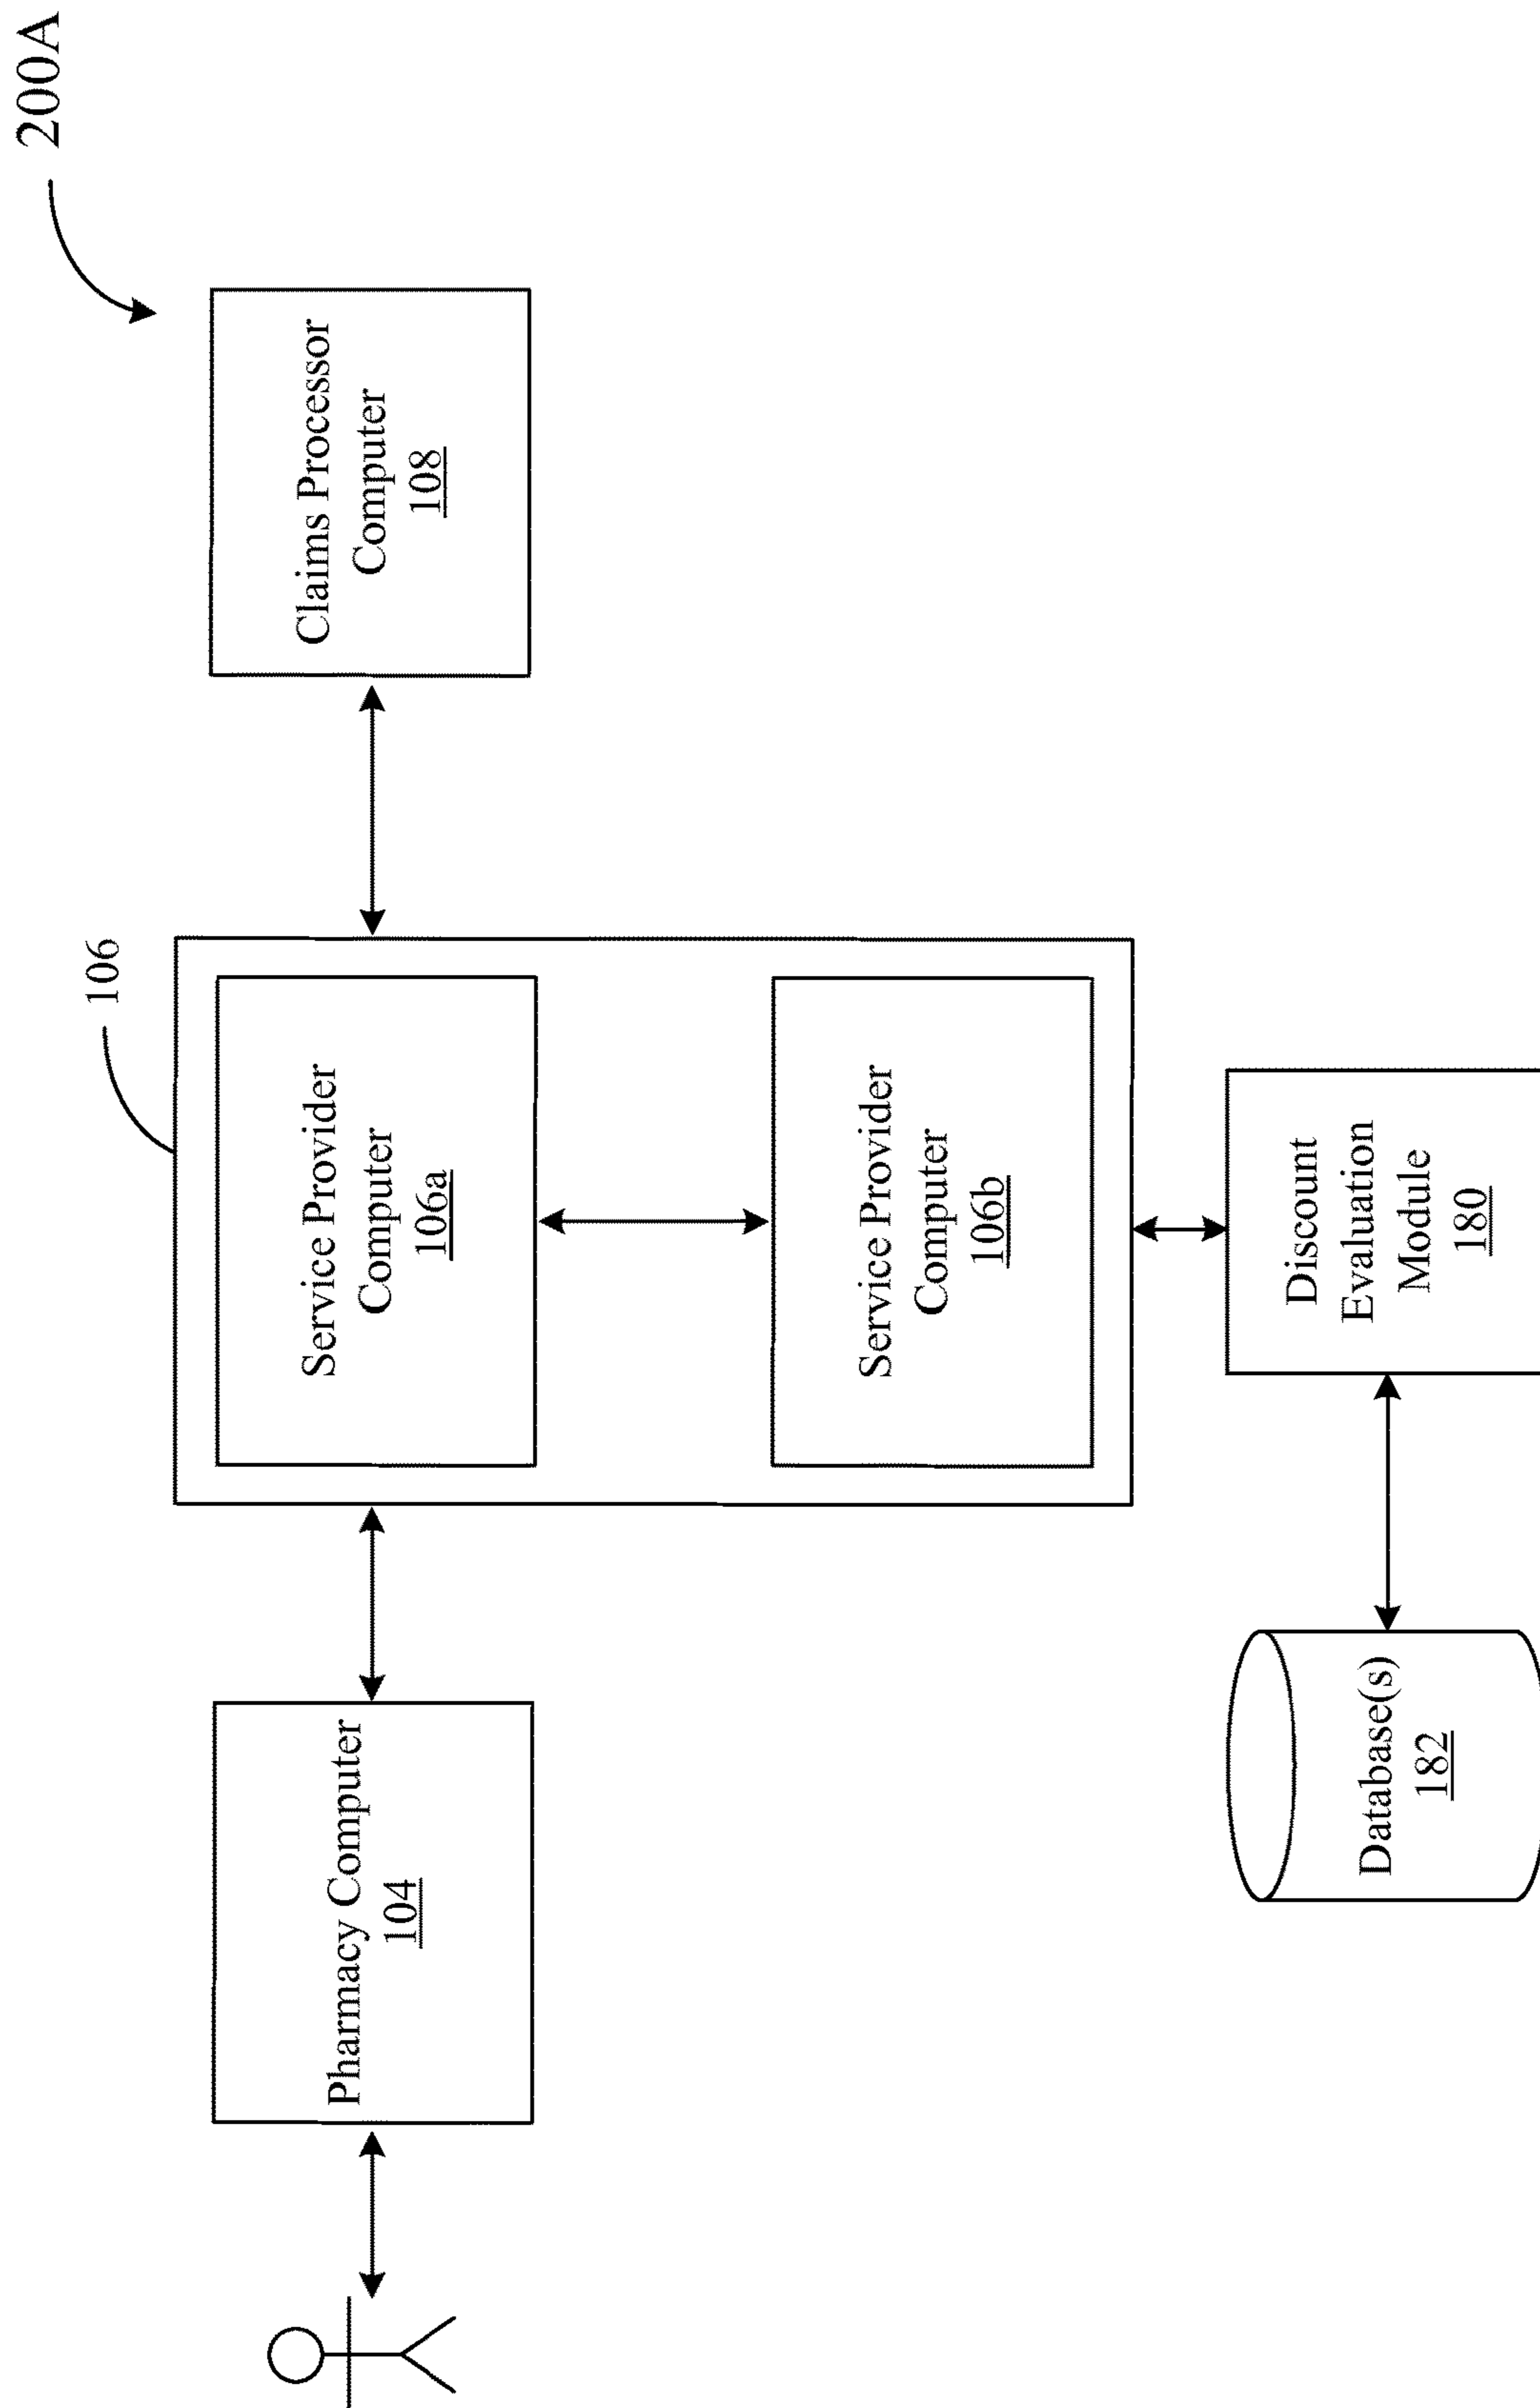 200A
106
Pharmacy Computer
104
Service Provider
Computer
106a
Claims Processor
Computer
108
Service Provider
Computer
106b
Database(s)
182
Discount
Evaluation
Module
180